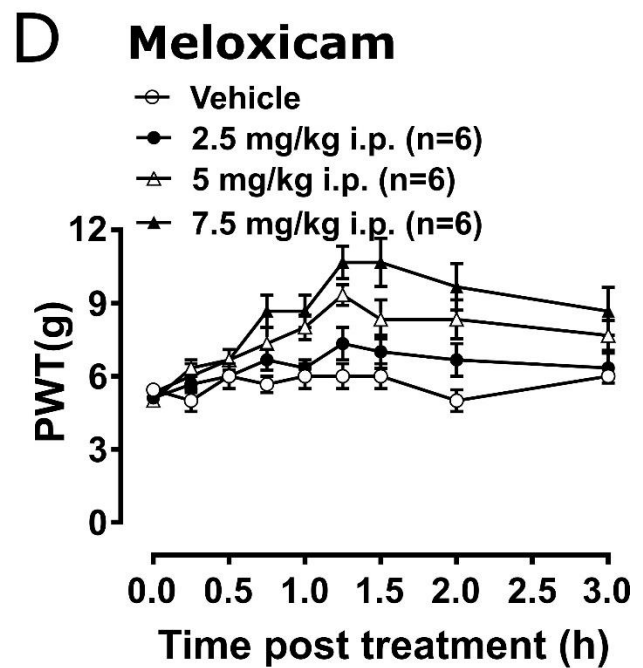 D Meloxicam
Vehicle
2.5 mg/kg i.p. (n=6)
5 mg/kg i.p. (n=6)
7.5 mg/kg i.p. (n=6)
12
9
6
3
0
PWT(g)
0.0 0.5 1.0 1.5 2.0 2.5 3.0
Time post treatment (h)